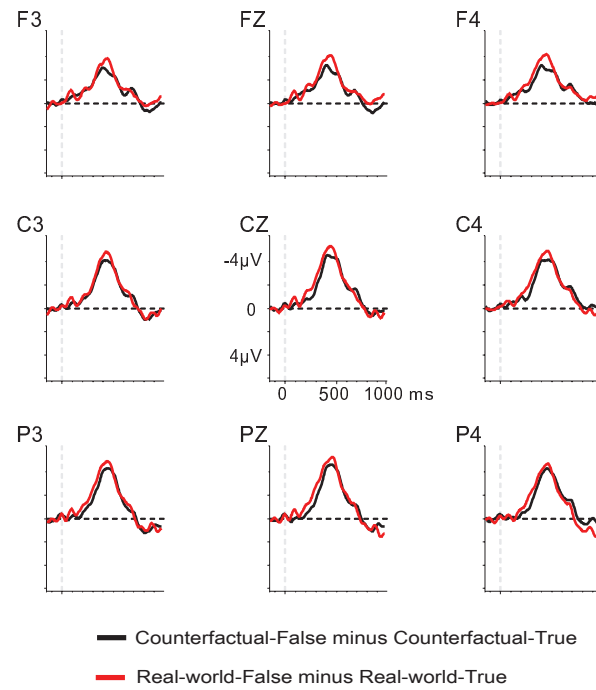 F3 FZ F4
C3 CZ C4
-4µV
0
4µV
0 500 1000 ms
P3 PZ P4
Counterfactual-False minus Counterfactual-True
Real-world-False minus Real-world-True